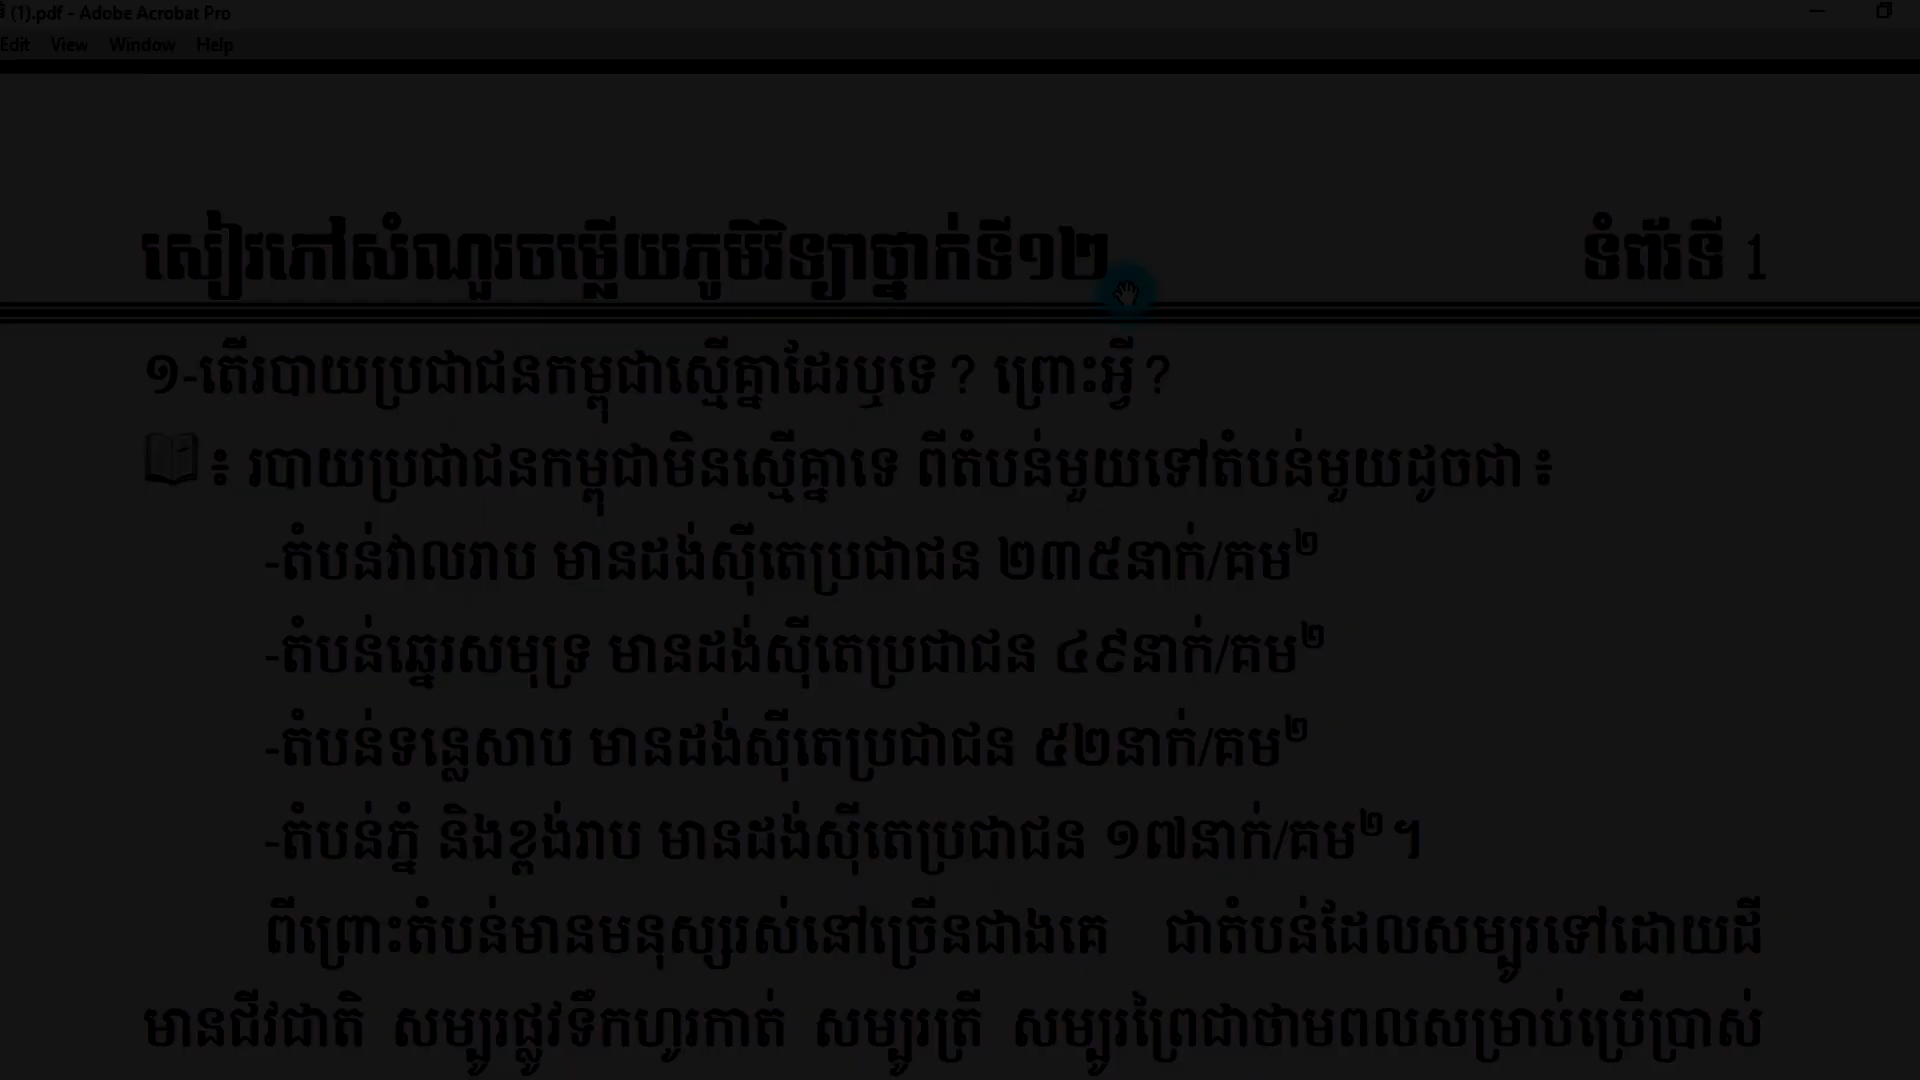 (1).pdf - Adobe Acrobat Pro
Edit View Window Help
សៀវភៅសំណួរចម្លើយភូមិវិទ្យាថ្នាក់ទី១២ ទំព័រទី 1
១-តើរបាយប្រជាជនកម្ពុជាស្មើគ្នាដែរឬទេ? ព្រោះអ្វី?
៖ របាយប្រជាជនកម្ពុជាមិនស្មើគ្នាទេ ពីតំបន់មួយទៅតំបន់មួយដូចជា៖
-តំបន់វាលរាប មានដង់ស៊ីតេប្រជាជន ២៣៥នាក់/គម²
-តំបន់ឆ្នេរសមុទ្រ មានដង់ស៊ីតេប្រជាជន ៤៩នាក់/គម²
-តំបន់ទន្លេសាប មានដង់ស៊ីតេប្រជាជន ៥២នាក់/គម²
-តំបន់ភ្នំ និងខ្ពង់រាប មានដង់ស៊ីតេប្រជាជន ១៧នាក់/គម²។
ពីព្រោះតំបន់មានមនុស្សរស់នៅច្រើនជាងគេ ជាតំបន់ដែលសម្បូរទៅដោយដី
មានជីវជាតិ សម្បូរផ្លូវទឹកហូរកាត់ សម្បូរត្រី សម្បូរព្រៃជាថាមពលសម្រាប់ប្រើប្រាស់